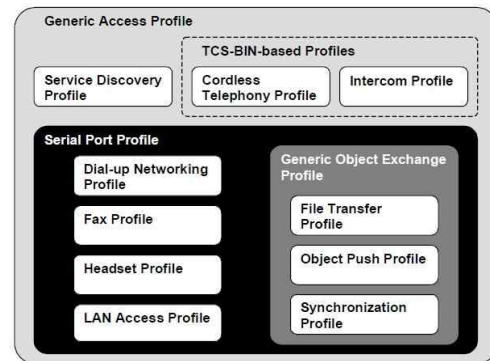 Generic Access Profile
TCS-BIN-based Profiles
Service Discovery
Profile
Cordless
Telephony Profile
Intercom Profile
Serial Port Profile
Dial-up Networking
Profile
Fax Profile
Headset Profile
LAN Access Profile
Generic Object Exchange
Profile
File Transfer
Profile
Object Push Profile
Synchronization
Profile